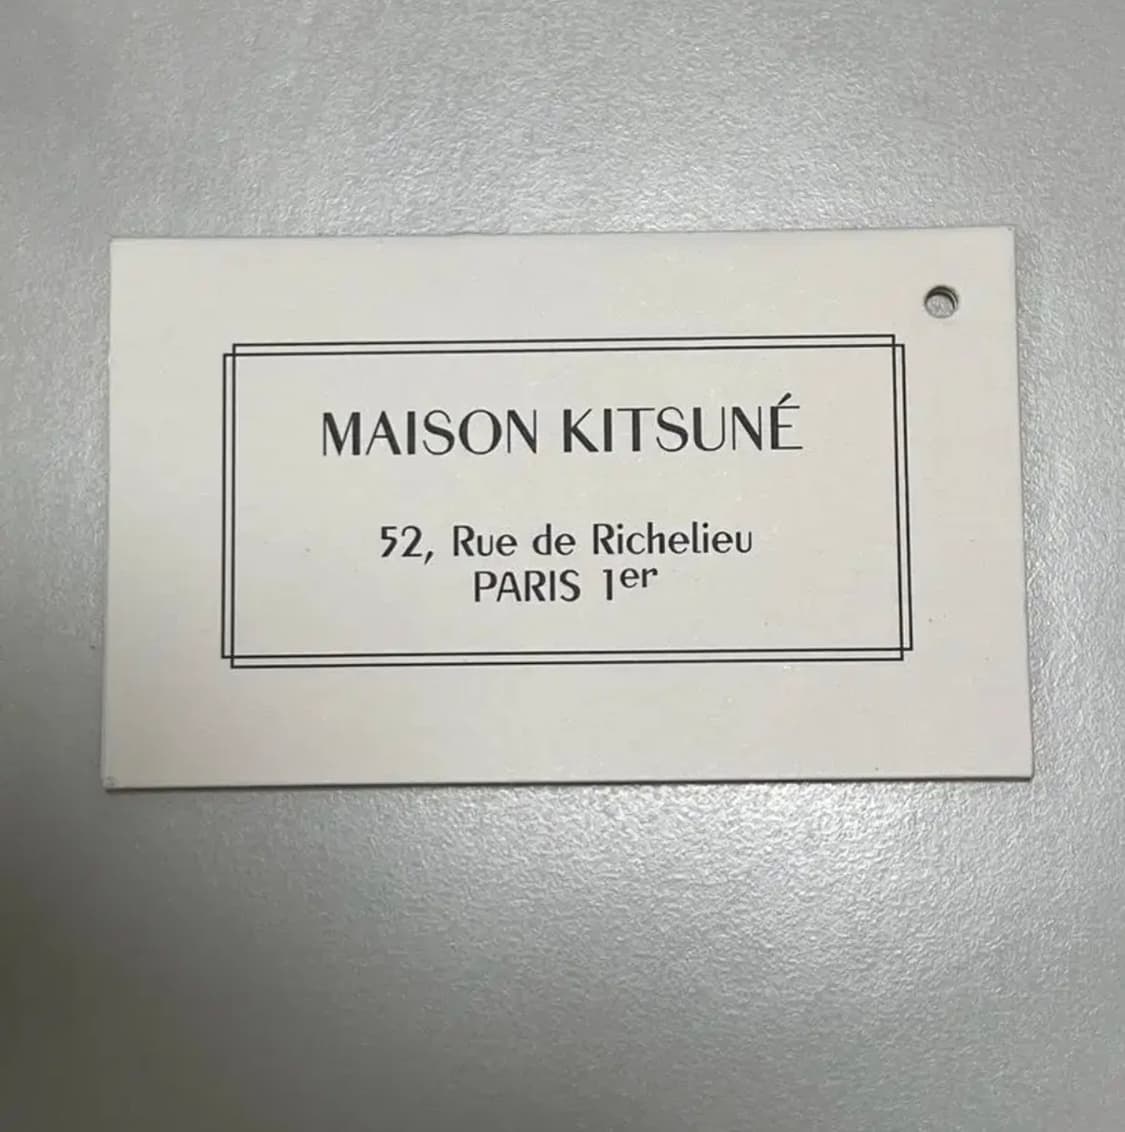 MAISON KITSUNÉ
52, Rue de Richelieu
PARIS 1er